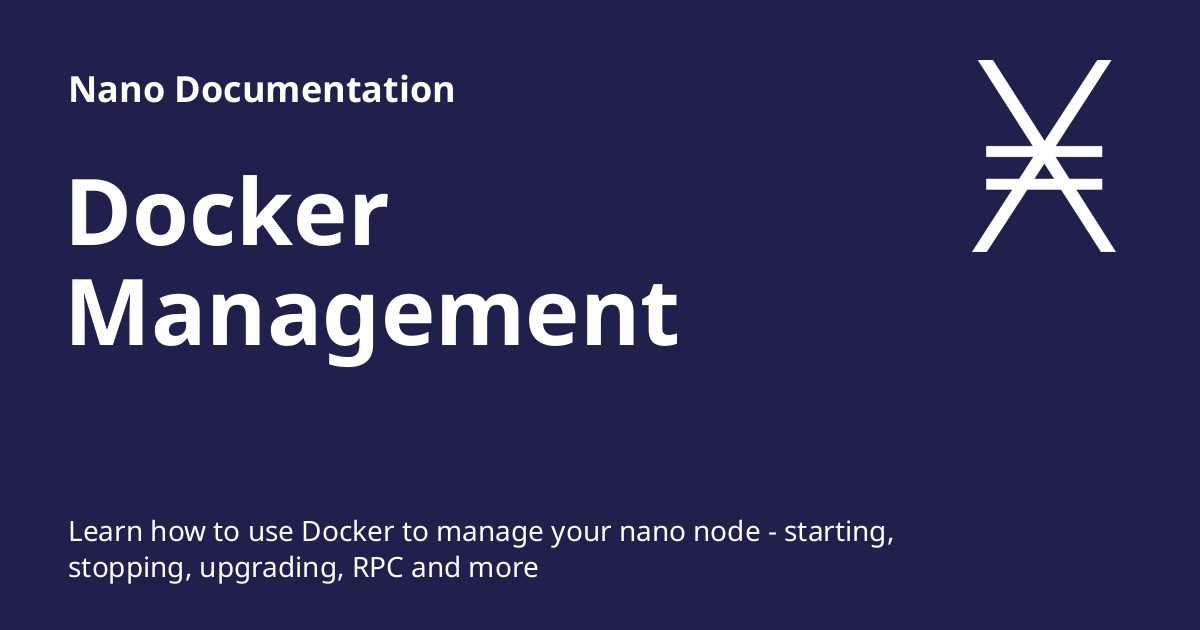 Nano Documentation
Docker
Management
Learn how to use Docker to manage your nano node - starting,
stopping, upgrading, RPC and more